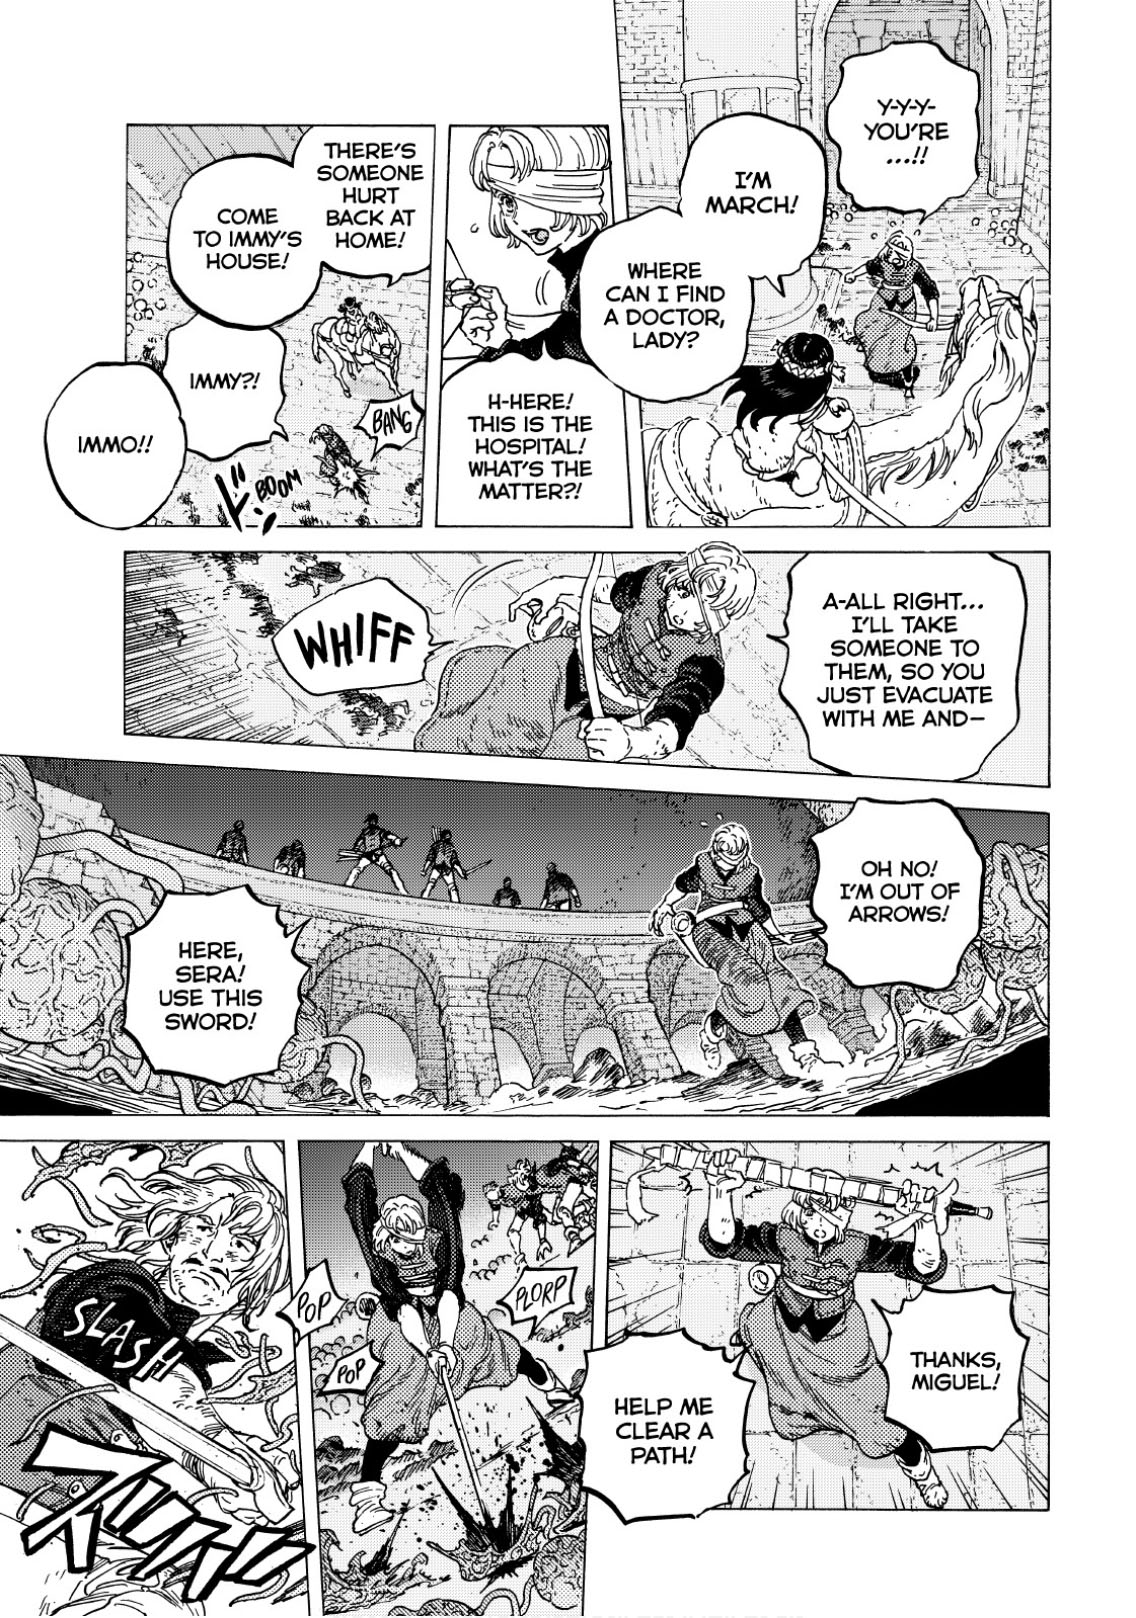 Y-Y-Y-
YOU'RE
...!!
I'M
MARCH!
WHERE
CAN I FIND
A DOCTOR,
LADY?
H-HERE!
THIS IS THE
HOSPITAL!
WHAT'S THE
MATTER?!
THERE'S
SOMEONE
HURT
BACK AT
HOME!
COME
TO IMMY'S
HOUSE!
IMMY?!
BANG
IMMO!!
BOOM
ドン
A-ALL RIGHT...
I'LL TAKE
SOMEONE TO
THEM, SO YOU
JUST EVACUATE
WITH ME AND—
WHIFF
OH NO!
I'M OUT OF
ARROWS!
HERE,
SERA!
USE THIS
SWORD!
THANKS,
MIGUEL!
HELP ME
CLEAR A
PATH!
PLORP
POP
POP
SLASH